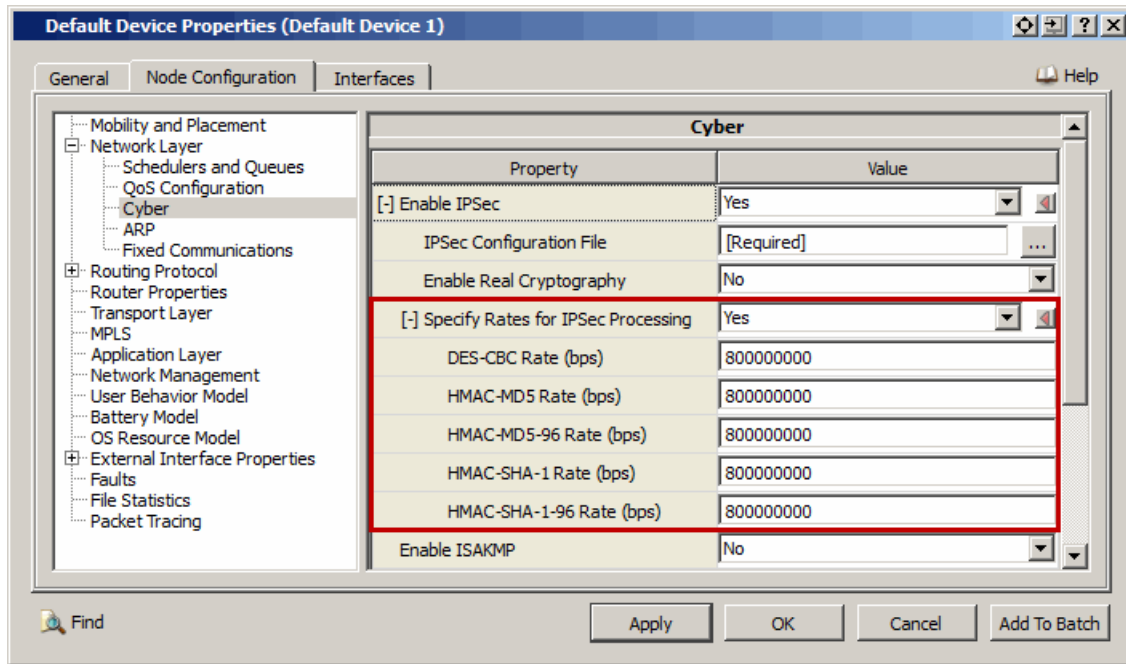 Default Device Properties (Default Device 1)
General Node Configuration Interfaces Help
Mobility and Placement
Network Layer
Schedulers and Queues
QoS Configuration
Cyber
ARP
Fixed Communications
Routing Protocol
Router Properties
Transport Layer
MPLS
Application Layer
Network Management
User Behavior Model
Battery Model
OS Resource Model
External Interface Properties
Faults
File Statistics
Packet Tracing
Cyber
Property Value
[-] Enable IPSec Yes
IPSec Configuration File [Required] ...
Enable Real Cryptography No
[-] Specify Rates for IPSec Processing Yes
DES-CBC Rate (bps) 800000000
HMAC-MD5 Rate (bps) 800000000
HMAC-MD5-96 Rate (bps) 800000000
HMAC-SHA-1 Rate (bps) 800000000
HMAC-SHA-1-96 Rate (bps) 800000000
Enable ISAKMP No
Find Apply OK Cancel Add To Batch